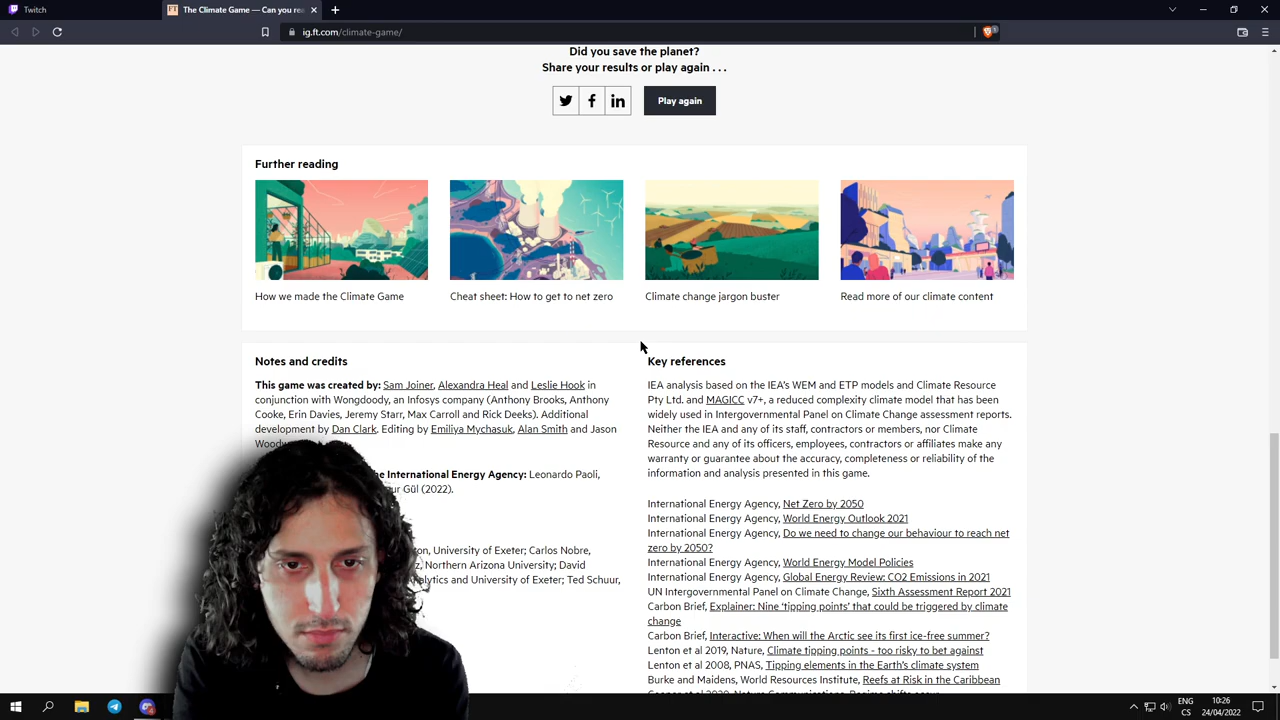 Twitch
The Climate Game — Can you rea
ig.ft.com/climate-game/
Did you save the planet?
Share your results or play again . . .
Play again
Further reading
How we made the Climate Game
Cheat sheet: How to get to net zero
Climate change jargon buster
Read more of our climate content
Notes and credits
This game was created by: Sam Joiner, Alexandra Heal and Leslie Hook in
conjunction with Wongdoody, an Infosys company (Anthony Brooks, Anthony
Cooke, Erin Davies, Jeremy Starr, Max Carroll and Rick Deeks). Additional
development by Dan Clark. Editing by Emiliya Mychasuk, Alan Smith and Jason
International Energy Agency: Leonardo Paoli,
Gül (2022).
University of Exeter; Carlos Nobre,
Northern Arizona University; David
and University of Exeter; Ted Schuur,
Key references
IEA analysis based on the IEA's WEM and ETP models and Climate Resource
Pty Ltd. and MAGICC v7+, a reduced complexity climate model that has been
widely used in Intergovernmental Panel on Climate Change assessment reports.
Neither the IEA and any of its staff, contractors or members, nor Climate
Resource and any of its officers, employees, contractors or affiliates make any
warranty or guarantee about the accuracy, completeness or reliability of the
information and analysis presented in this game.
International Energy Agency, Net Zero by 2050
International Energy Agency, World Energy Outlook 2021
International Energy Agency, Do we need to change our behaviour to reach net
zero by 2050?
International Energy Agency, World Energy Model Policies
International Energy Agency, Global Energy Review: CO2 Emissions in 2021
UN Intergovernmental Panel on Climate Change, Sixth Assessment Report 2021
Carbon Brief, Explainer: Nine 'tipping points' that could be triggered by climate
change
Carbon Brief, Interactive: When will the Arctic see its first ice-free summer?
Lenton et al 2019, Nature, Climate tipping points - too risky to bet against
Lenton et al 2008, PNAS, Tipping elements in the Earth's climate system
Burke and Maidens, World Resources Institute, Reefs at Risk in the Caribbean
ENG
CS
10:26
24/04/2022